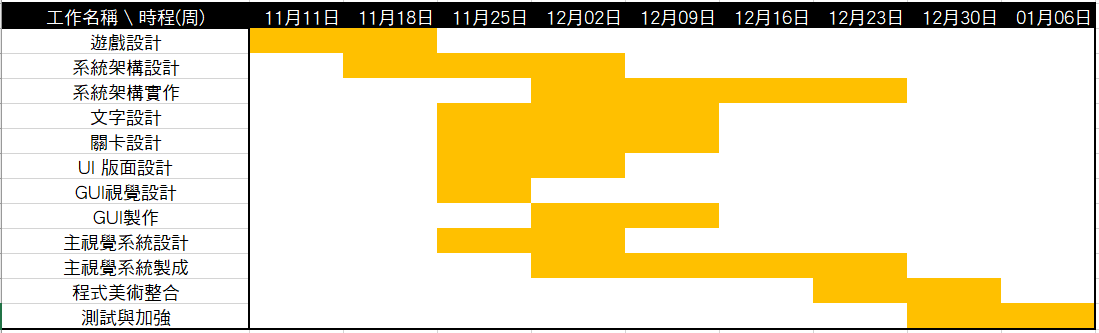 工作名稱 \ 時程(周) 11月11日 11月18日 11月25日 12月02日 12月09日 12月16日 12月23日 12月30日 01月06日
遊戲設計
系統架構設計
系統架構實作
文字設計
關卡設計
UI 版面設計
GUI視覺設計
GUI製作
主視覺系統設計
主視覺系統製成
程式美術整合
測試與加強